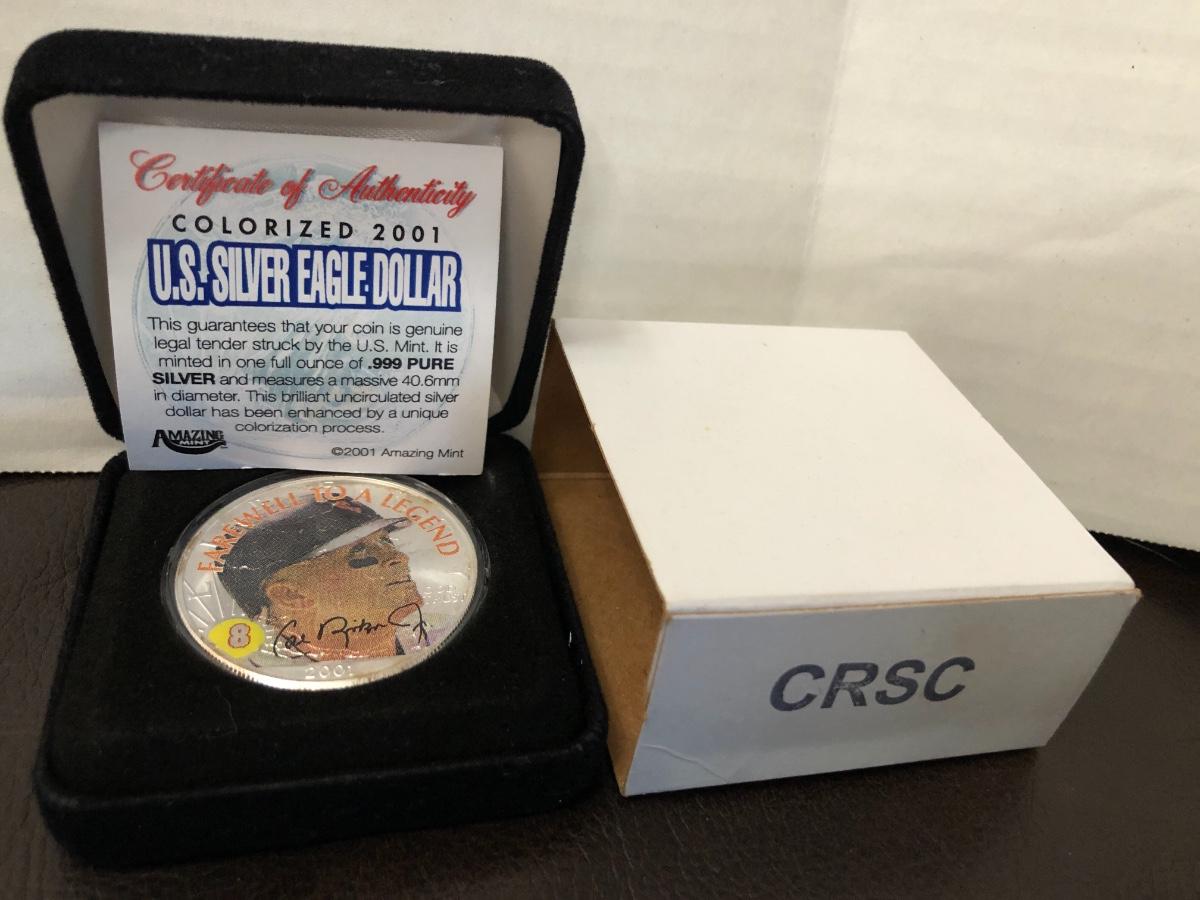 Certificate of Authenticity
COLORIZED 2001
U.S. SILVER EAGLE DOLLAR
This guarantees that your coin is genuine
legal tender struck by the U.S. Mint. It is
minted in one full ounce of .999 PURE
SILVER and measures a massive 40.6mm
in diameter. This brilliant uncirculated silver
dollar has been enhanced by a unique
colorization process.
AMAZING
MINT
©2001 Amazing Mint
FAREWELL TO A LEGEND
8
Cal Ripken Jr.
2001
CRSC